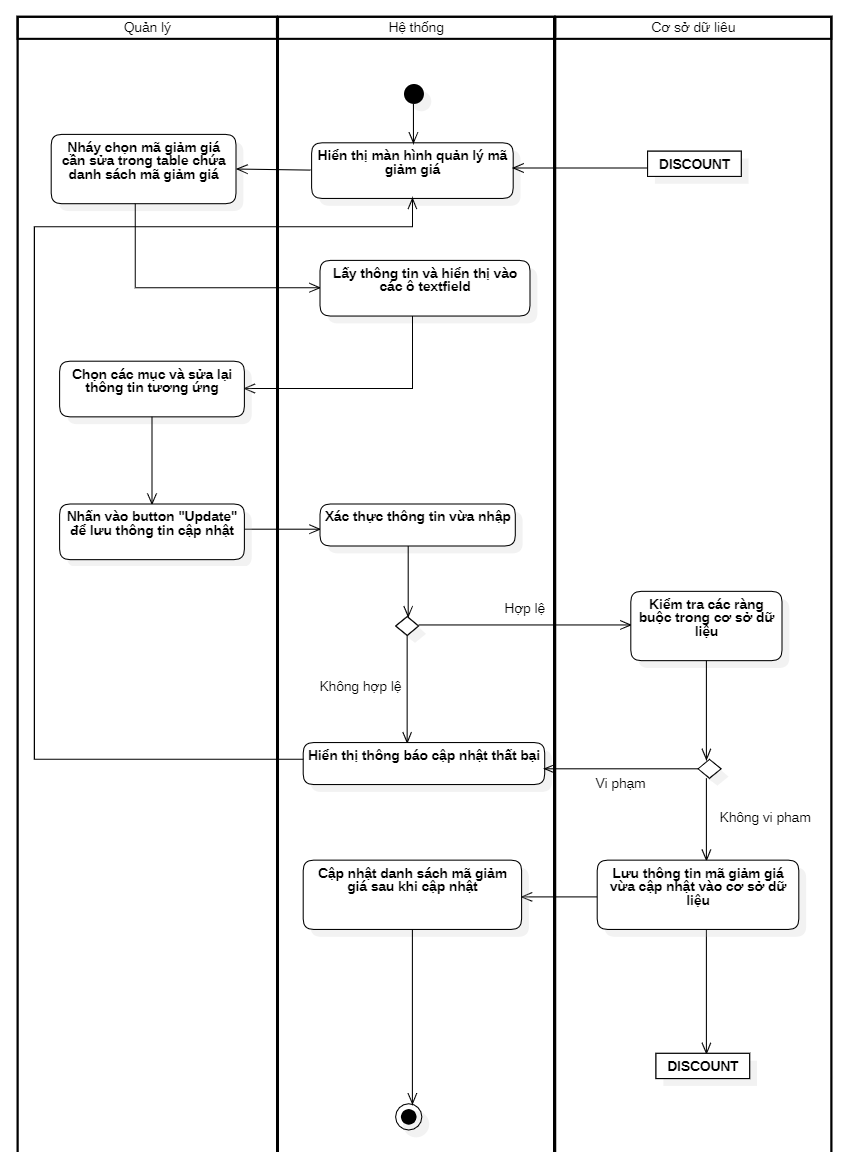 Quản lý
Hệ thống
Cơ sở dữ liêu
Nháy chọn mã giảm giá
cần sửa trong table chứa
danh sách mã giảm giá
Hiển thị màn hình quản lý mã
giảm giá
DISCOUNT
Lấy thông tin và hiển thị vào
các ô textfield
Chọn các mục và sửa lại
thông tin tương ứng
Nhấn vào button "Update"
để lưu thông tin cập nhật
Xác thực thông tin vừa nhập
Hợp lệ
Kiểm tra các ràng
buộc trong cơ sở dữ
liệu
Không hợp lệ
Hiển thị thông báo cập nhật thất bại
Vi phạm
Không vi pham
Cập nhật danh sách mã giảm
giá sau khi cập nhật
Lưu thông tin mã giảm giá
vừa cập nhật vào cơ sở dữ
liệu
DISCOUNT